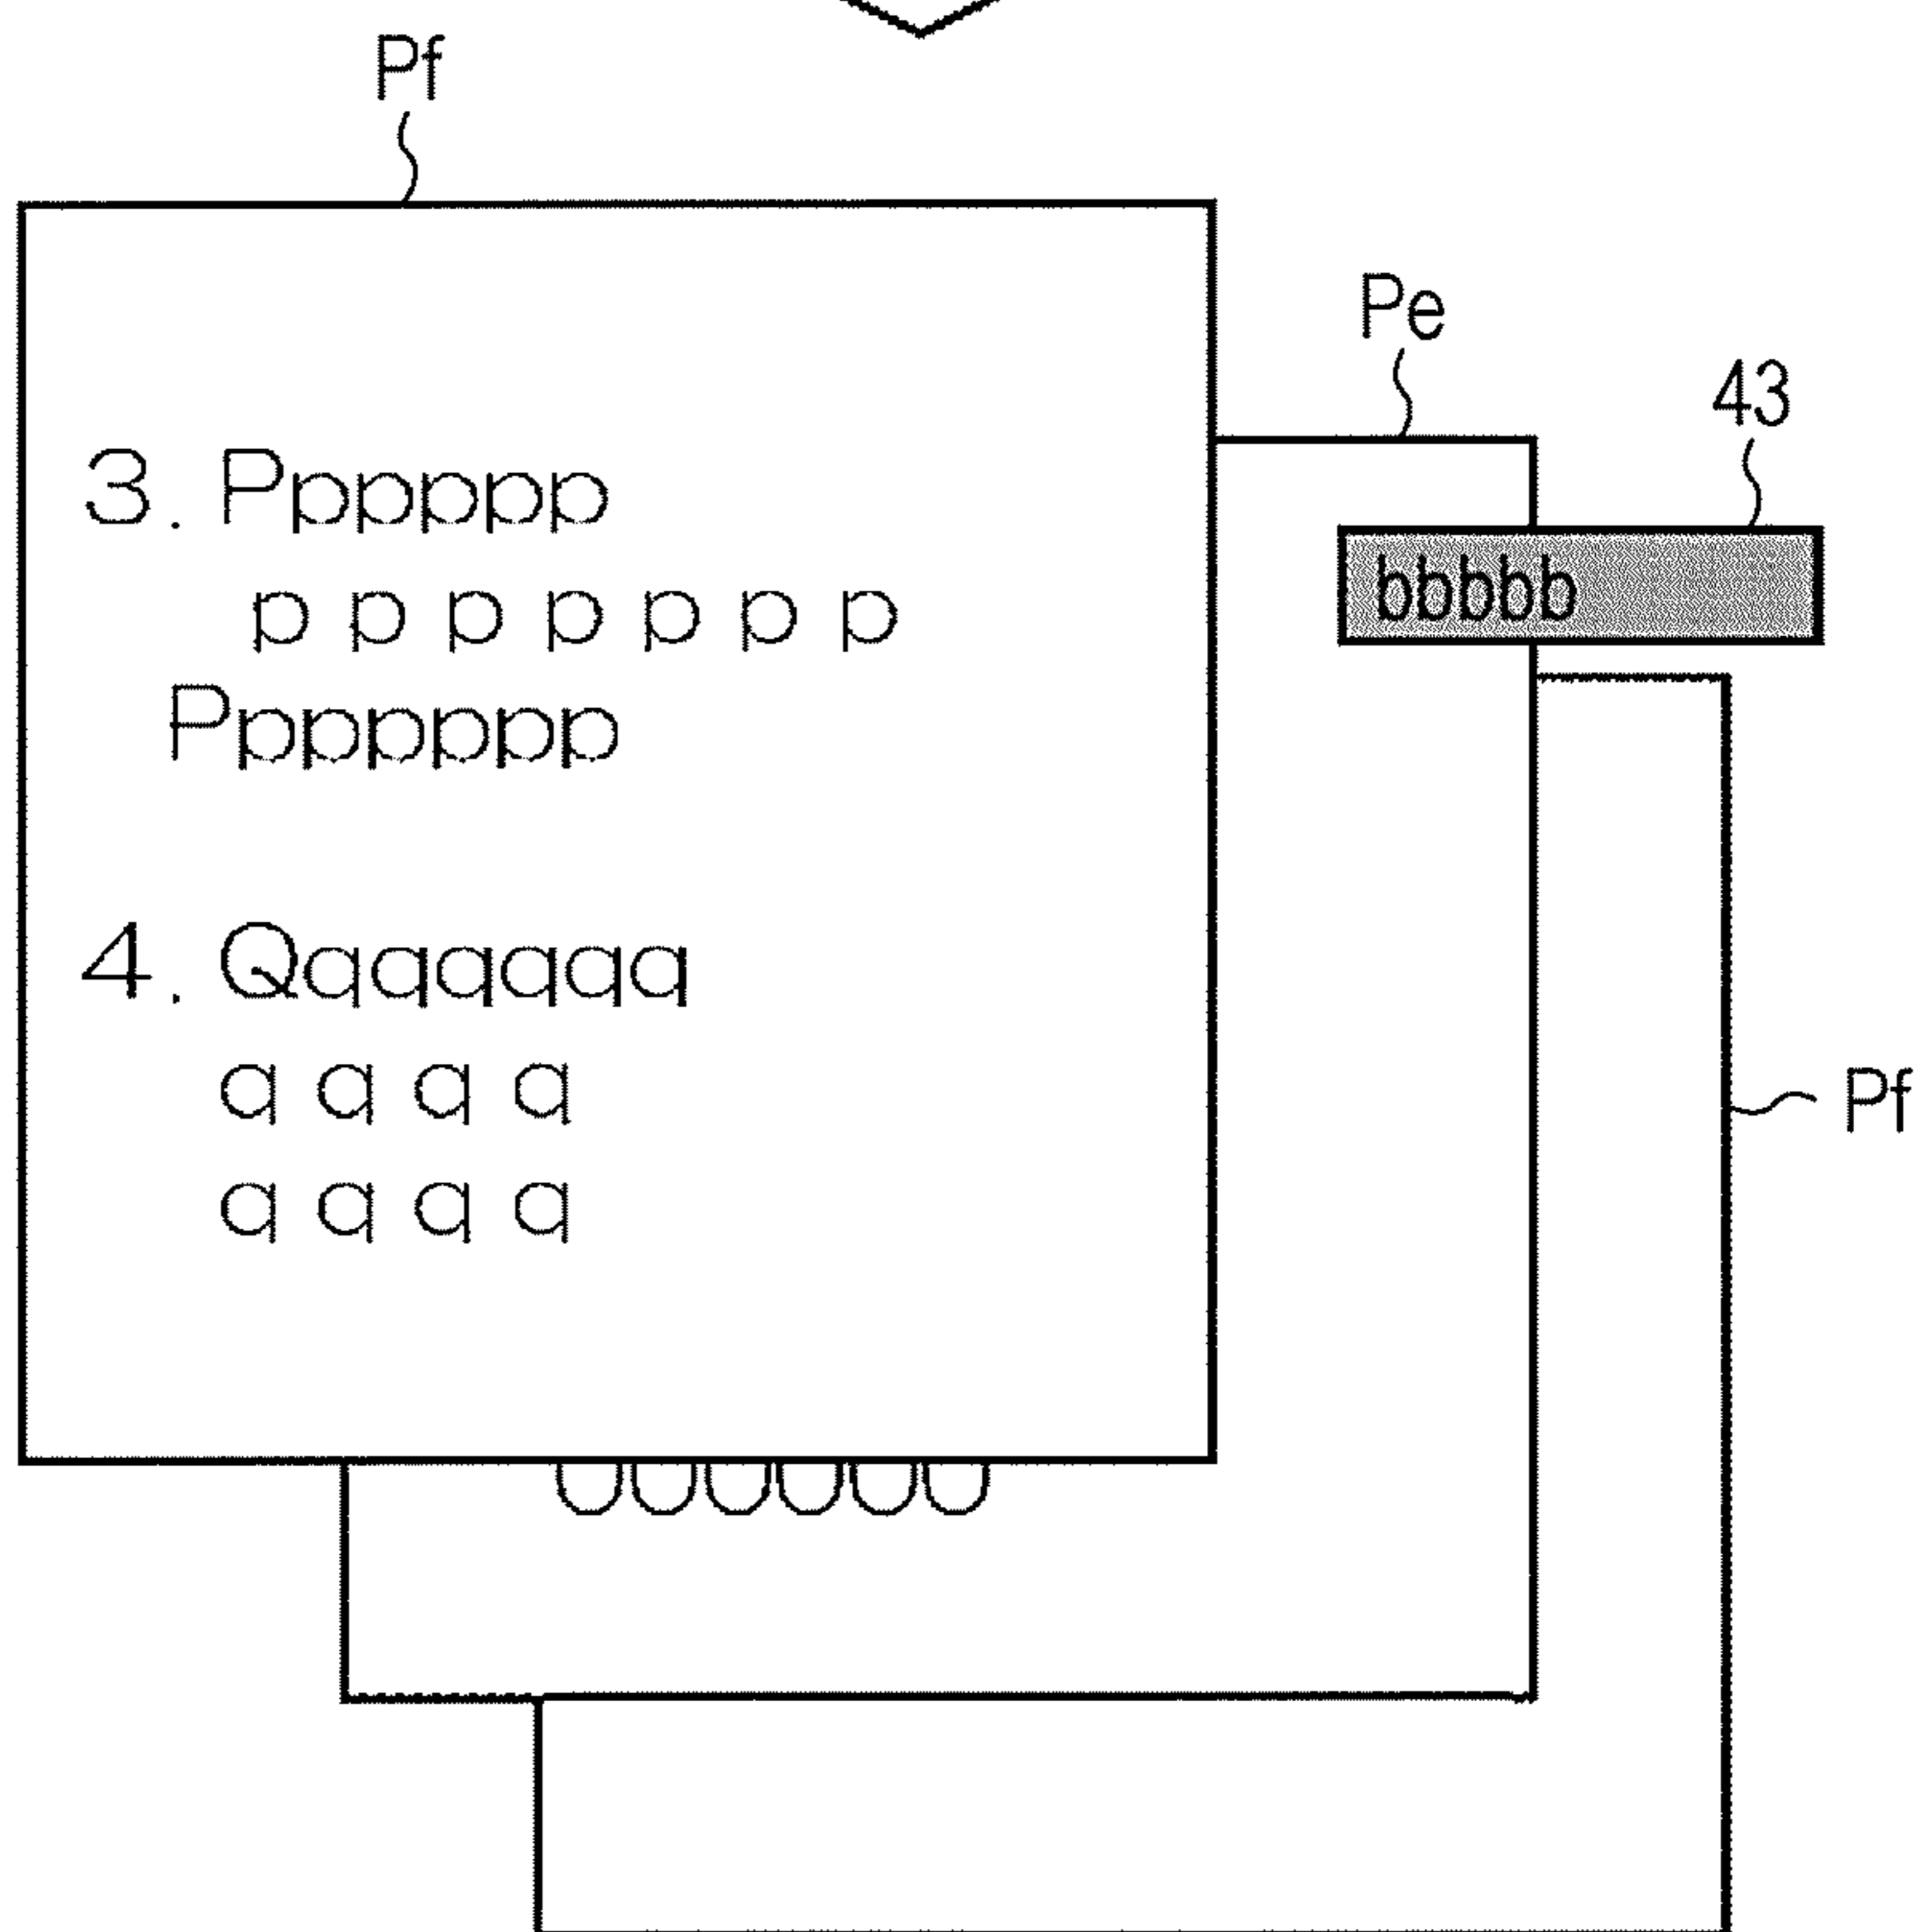 Pf
Pe
43
3. Pppppp
bbbbb
p p p p p p p
Ppppppp
4. Qqqqqqq
q q q q
Pf
q q q q